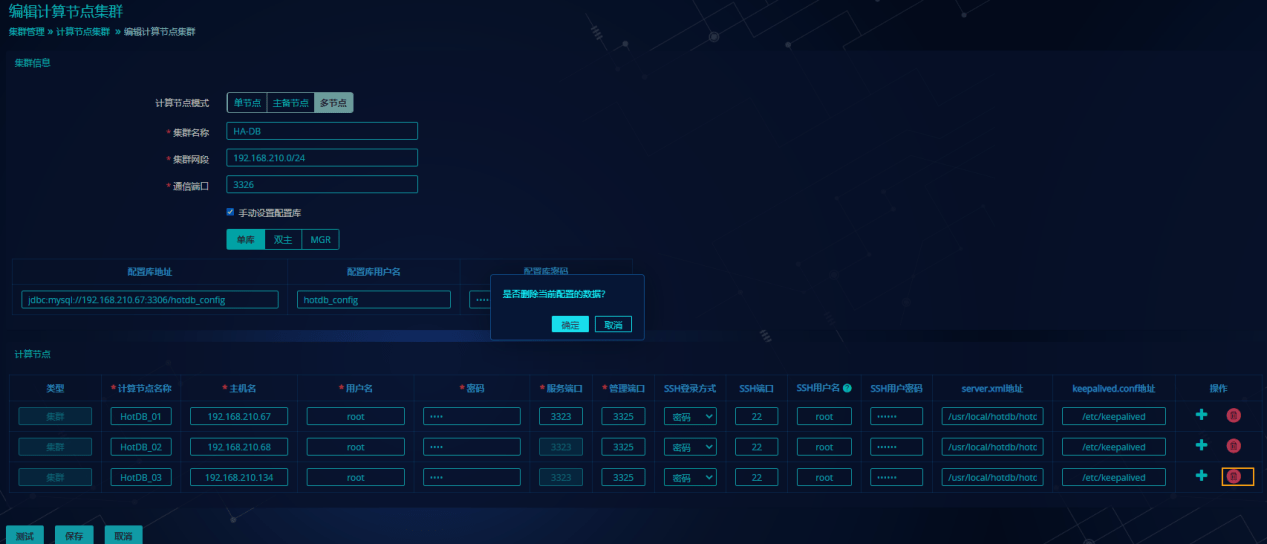 编辑计算节点集群
集群管理 » 计算节点集群 » 编辑计算节点集群
集群信息
计算节点模式 单节点 主备节点 多节点
* 集群名称 HA-DB
* 集群网段 192.168.210.0/24
* 通信端口 3326
手动设置配置库
单库 双主 MGR
配置库地址 配置库用户名 配置库密码
jdbc:mysql://192.168.210.67:3306/hotdb_config hotdb_config ····
是否删除当前配置的数据?
确定 取消
计算节点
类型 *计算节点名称 *主机名 *用户名 *密码 *服务端口 *管理端口 SSH登录方式 SSH端口 SSH用户名 ? SSH用户密码 server.xml地址 keepalived.conf地址 操作
集群 HotDB_01 192.168.210.67 root ···· 3323 3325 密码 22 root ······ /usr/local/hotdb/hotc /etc/keepalived
集群 HotDB_02 192.168.210.68 root ···· 3323 3325 密码 22 root ······ /usr/local/hotdb/hotc /etc/keepalived
集群 HotDB_03 192.168.210.134 root ···· 3323 3325 密码 22 root ······ /usr/local/hotdb/hotc /etc/keepalived
测试 保存 取消